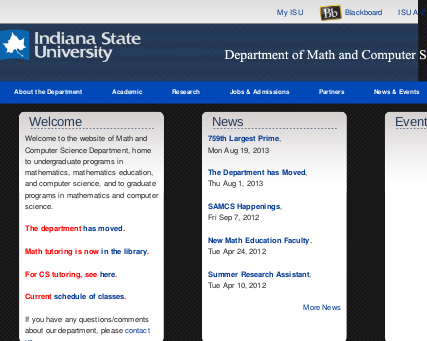 My ISU
Bb
Blackboard
ISU
Indiana State
University
Department of Math and Computer S
About the Department
Academic
Research
Jobs & Admissions
Partners
News & Events
Welcome
Welcome to the website of Math and
Computer Science Department, home
to undergraduate programs in
mathematics, mathematics education,
and computer science, and to graduate
programs in mathematics and computer
science.
The department has moved.
Math tutoring is now in the library.
For CS tutoring, see here.
Current schedule of classes.
If you have any questions/comments
about our department, please contact
News
759th Largest Prime,
Mon Aug 19, 2013
The Department has Moved,
Thu Aug 1, 2013
SAMCS Happenings,
Fri Sep 7, 2012
New Math Education Faculty,
Tue Apr 24, 2012
Summer Research Assistant,
Tue Apr 10, 2012
More News
Event